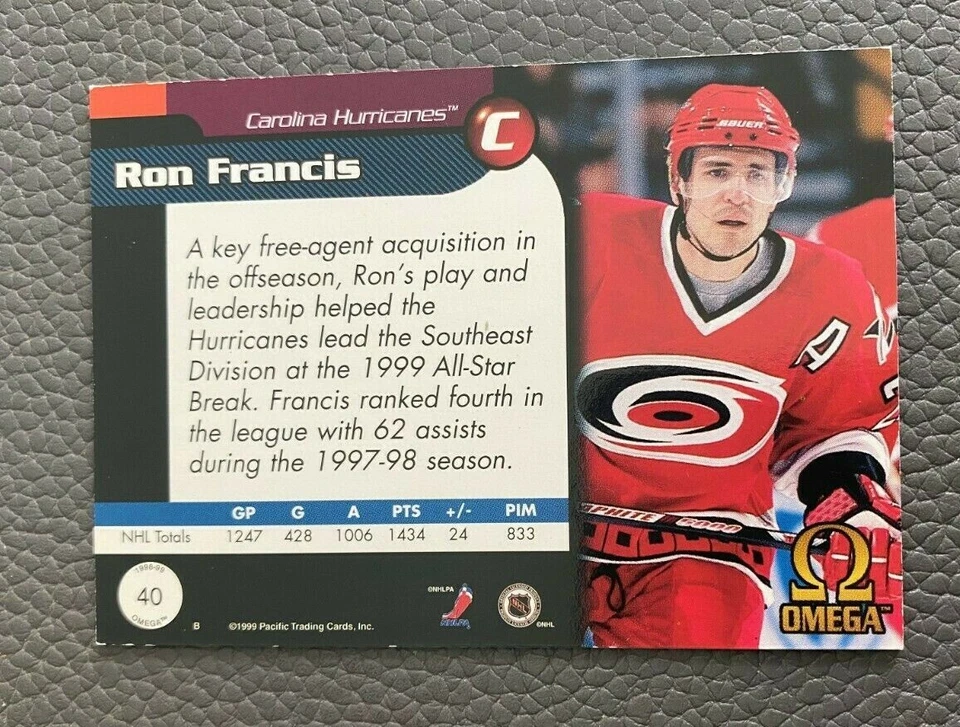 Carolina Hurricanes™
C
Ron Francis
BAUER
A key free-agent acquisition in
the offseason, Ron's play and
leadership helped the
Hurricanes lead the Southeast
Division at the 1999 All-Star
Break. Francis ranked fourth in
the league with 62 assists
during the 1997-98 season.
A
GP G A PTS +/- PIM
NHL Totals 1247 428 1006 1434 24 833
1998-99
40
OMEGA™
B
©1999 Pacific Trading Cards, Inc.
©NHLPA
NHLPA
NHL
©NHL
Ω
OMEGA™